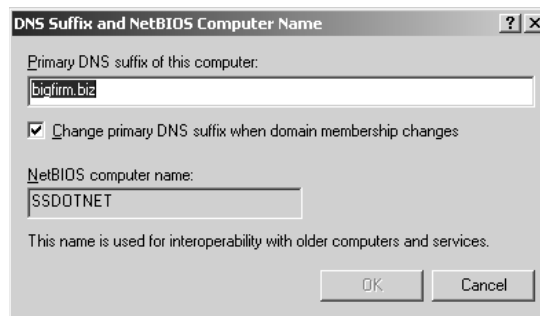 DNS Suffix and NetBIOS Computer Name
Primary DNS suffix of this computer:
bigfirm.biz
Change primary DNS suffix when domain membership changes
NetBIOS computer name:
SSDOTNET
This name is used for interoperability with older computers and services.
OK
Cancel